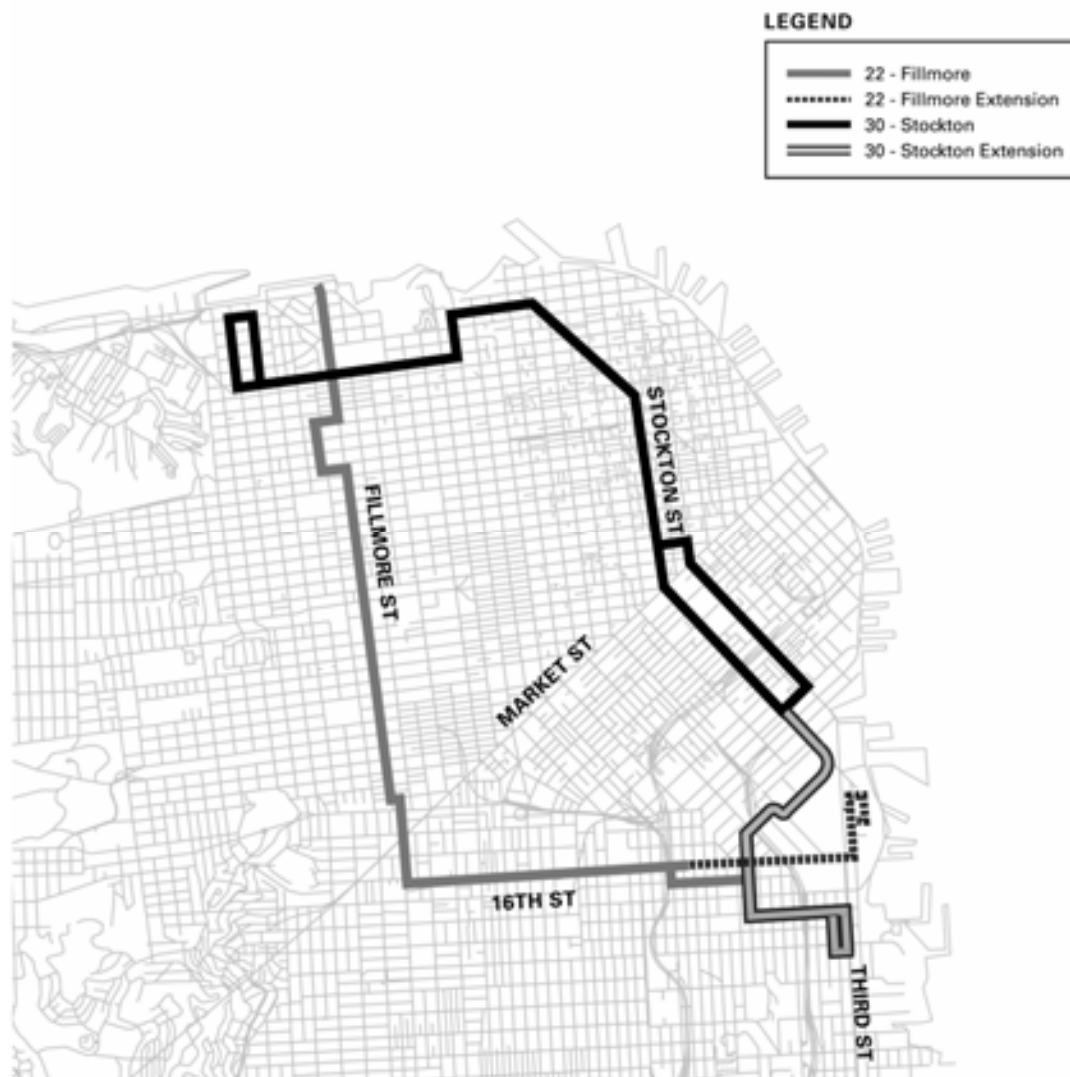 LEGEND
22 - Fillmore
22 - Fillmore Extension
30 - Stockton
30 - Stockton Extension
STOCKTON ST
FILLMORE ST
MARKET ST
16TH ST
THIRD ST